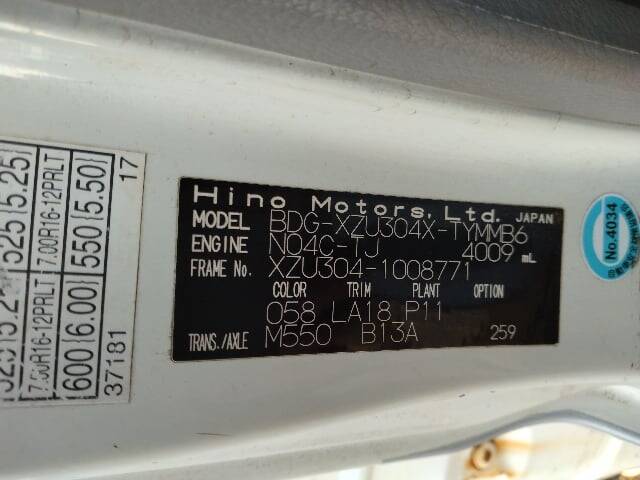 Hino Motors, Ltd. JAPAN
MODEL BDG-XZU304X-TYMMB6
ENGINE N04C-TJ 4009 mL
FRAME No. XZU304-1008771
COLOR TRIM PLANT OPTION
058 LA18 P11
TRANS./AXLE M550 B13A 259
525(5.25)
7.00R16-12PRLT 7.00R16-12PRLT
600(6.00) 550(5.50)
37181 17
No.4034